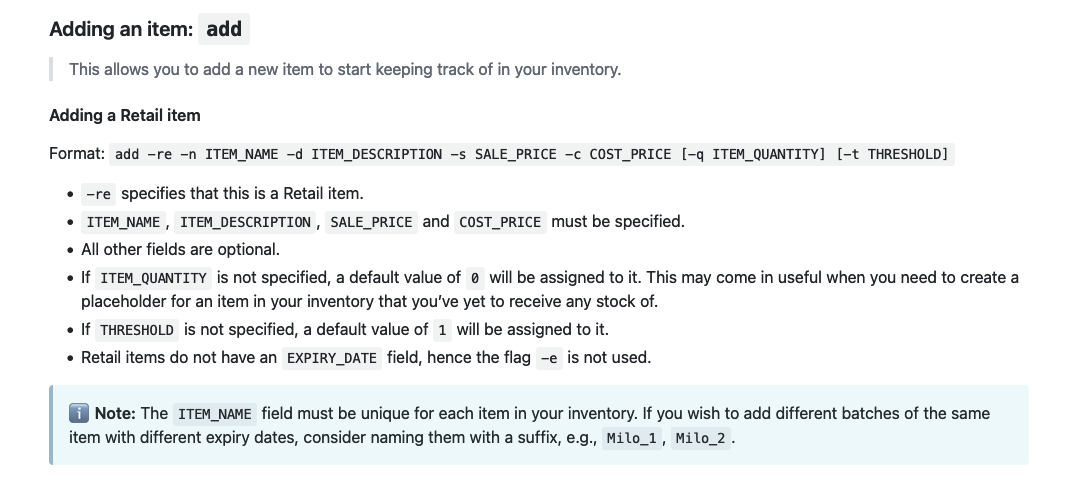 Adding an item: add
This allows you to add a new item to start keeping track of in your inventory.
Adding a Retail item
Format: add -re -n ITEM_NAME -d ITEM_DESCRIPTION -s SALE_PRICE -c COST_PRICE [-q ITEM_QUANTITY] [-t THRESHOLD]
• -re specifies that this is a Retail item.
• ITEM_NAME, ITEM_DESCRIPTION, SALE_PRICE and COST_PRICE must be specified.
• All other fields are optional.
• If ITEM_QUANTITY is not specified, a default value of 0 will be assigned to it. This may come in useful when you need to create a
placeholder for an item in your inventory that you’ve yet to receive any stock of.
• If THRESHOLD is not specified, a default value of 1 will be assigned to it.
• Retail items do not have an EXPIRY_DATE field, hence the flag -e is not used.
ℹ️ Note: The ITEM_NAME field must be unique for each item in your inventory. If you wish to add different batches of the same
item with different expiry dates, consider naming them with a suffix, e.g., Milo_1, Milo_2.